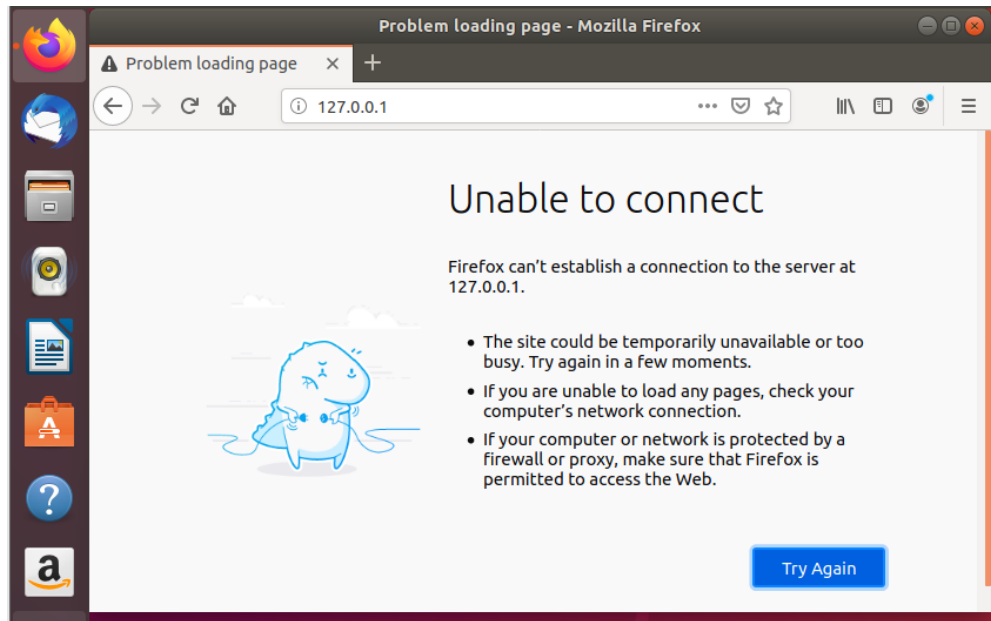 Problem loading page - Mozilla Firefox
Problem loading page
127.0.0.1
Unable to connect
Firefox can’t establish a connection to the server at
127.0.0.1.
The site could be temporarily unavailable or too
busy. Try again in a few moments.
If you are unable to load any pages, check your
computer’s network connection.
If your computer or network is protected by a
firewall or proxy, make sure that Firefox is
permitted to access the Web.
Try Again
A
?
a